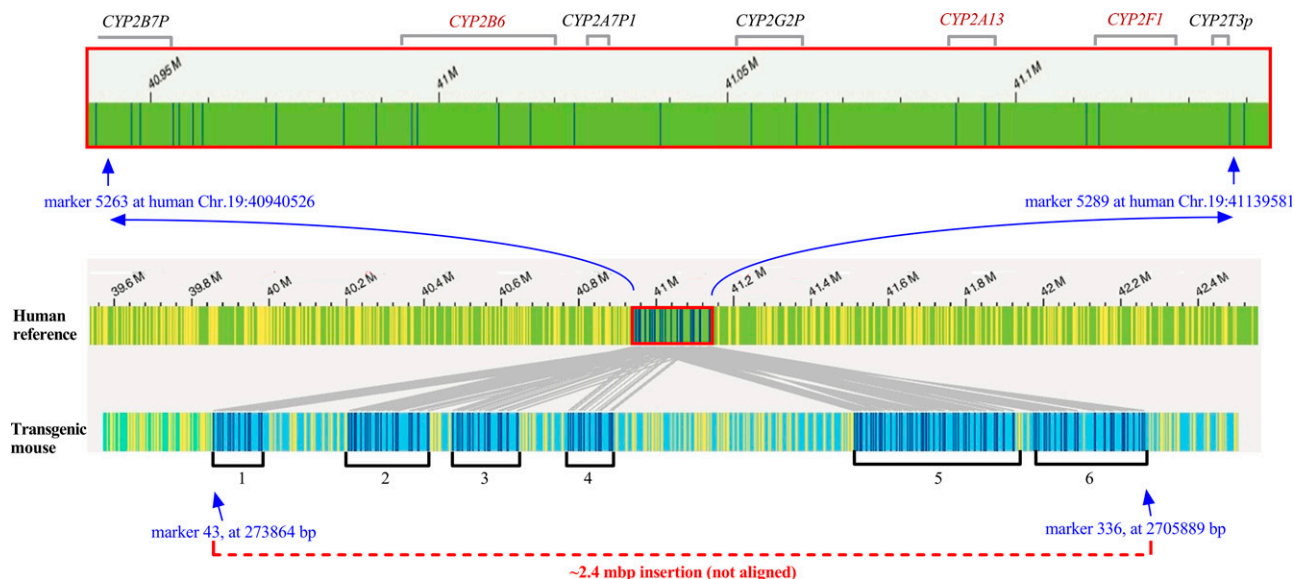 CYP2B7P CYP2B6 CYP2A7P1 CYP2G2P CYP2A13 CYP2F1 CYP2T3p
40.95 M 41 M 41.05 M 41.1 M
marker 5263 at human Chr.19:40940526 marker 5289 at human Chr.19:41139581
39.6 M 39.8 M 40 M 40.2 M 40.4 M 40.6 M 40.8 M 41 M 41.2 M 41.4 M 41.6 M 41.8 M 42 M 42.2 M 42.4 M
Human
reference
Transgenic
mouse
1 2 3 4 5 6
marker 43, at 273864 bp marker 336, at 2705889 bp
~2.4 mbp insertion (not aligned)